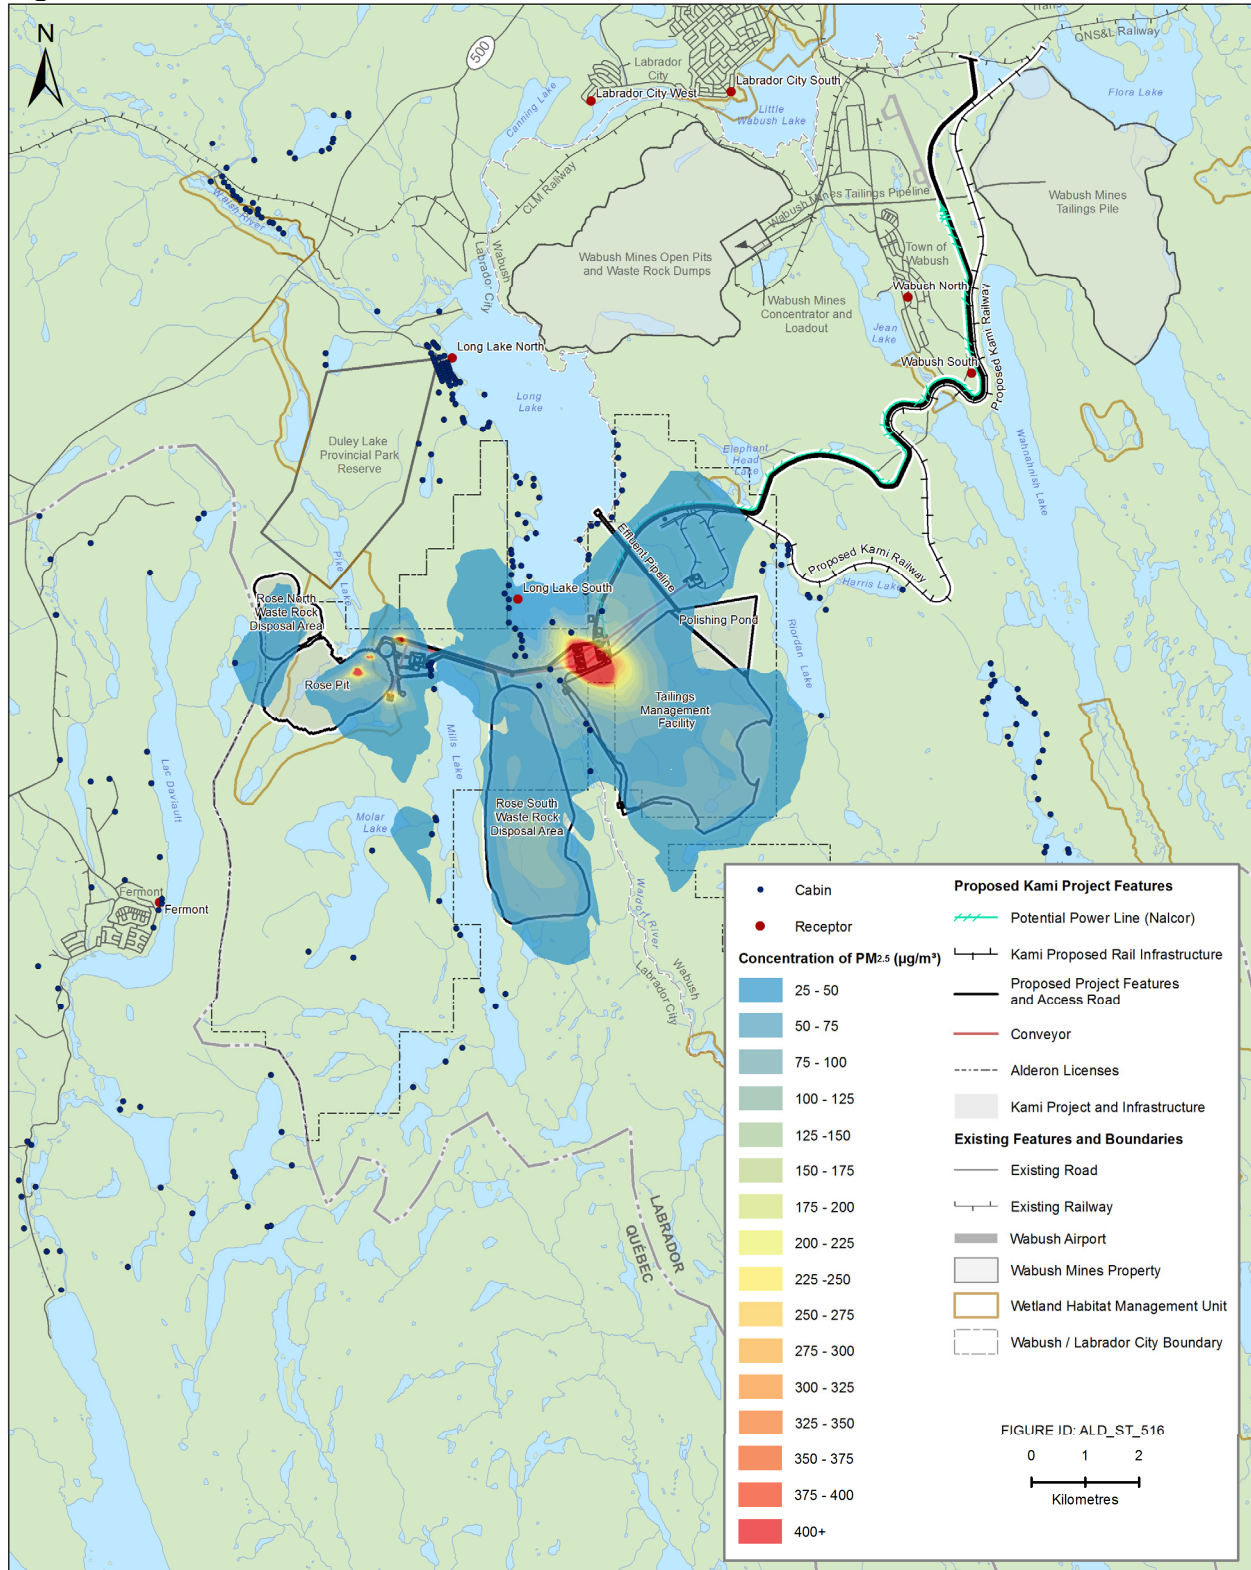 N
500
Trans
QNS&L Railway
Labrador
City
Labrador City West
Labrador City South
Canning Lake
Little
Wabush Lake
Flora Lake
CLM Railway
Walsh River
Wabush Mines Tailings Pipeline
Wabush Mines
Tailings Pile
Wabush
Labrador City
Wabush Mines Open Pits
and Waste Rock Dumps
Town of
Wabush
Wabush North
Wabush Mines
Concentrator and
Loadout
Jean
Lake
Proposed Kami Railway
Wabush South
Long Lake North
Long
Lake
Duley Lake
Provincial Park
Reserve
Elephant
Head
Lake
Wahnahnish Lake
Effluent Pipeline
Proposed Kami Railway
Harris Lake
Pike Lake
Long Lake South
Rose North
Waste Rock
Disposal Area
Polishing Pond
Riordan Lake
Rose Pit
Tailings
Management
Facility
Mills Lake
Lac Daviault
Rose South
Waste Rock
Disposal Area
Molar
Lake
Fermont
Fermont
Waldorf River
Wabush
Labrador City
LABRADOR
QUÉBEC
Cabin
Receptor
Concentration of PM2.5 (µg/m³)
25 - 50
50 - 75
75 - 100
100 - 125
125 -150
150 - 175
175 - 200
200 - 225
225 -250
250 - 275
275 - 300
300 - 325
325 - 350
350 - 375
375 - 400
400+
Proposed Kami Project Features
Potential Power Line (Nalcor)
Kami Proposed Rail Infrastructure
Proposed Project Features
and Access Road
Conveyor
Alderon Licenses
Kami Project and Infrastructure
Existing Features and Boundaries
Existing Road
Existing Railway
Wabush Airport
Wabush Mines Property
Wetland Habitat Management Unit
Wabush / Labrador City Boundary
FIGURE ID: ALD_ST_516
0 1 2
Kilometres